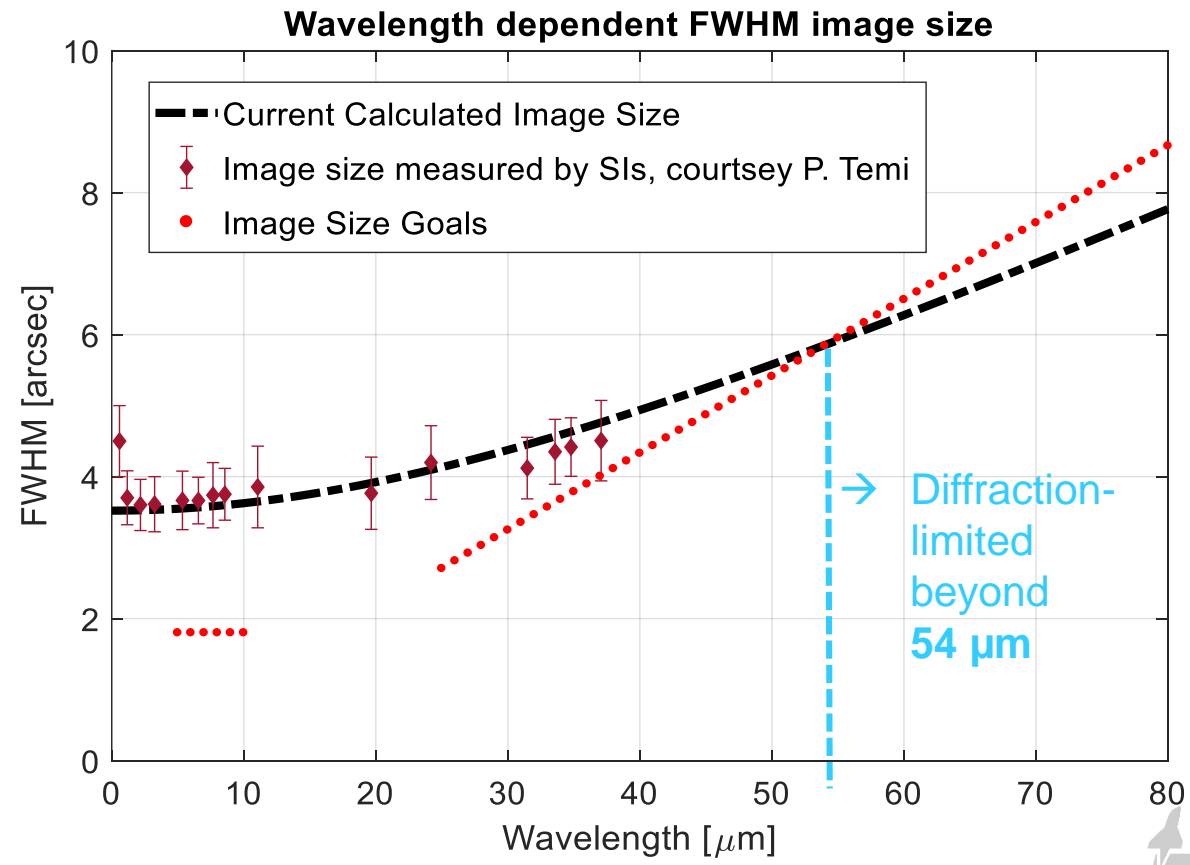 Wavelength dependent FWHM image size
10
8
6
4
2
0
FWHM [arcsec]
Current Calculated Image Size
Image size measured by SIs, courtsey P. Temi
Image Size Goals
→ Diffraction-
limited
beyond
54 μm
0 10 20 30 40 50 60 70 80
Wavelength [μm]